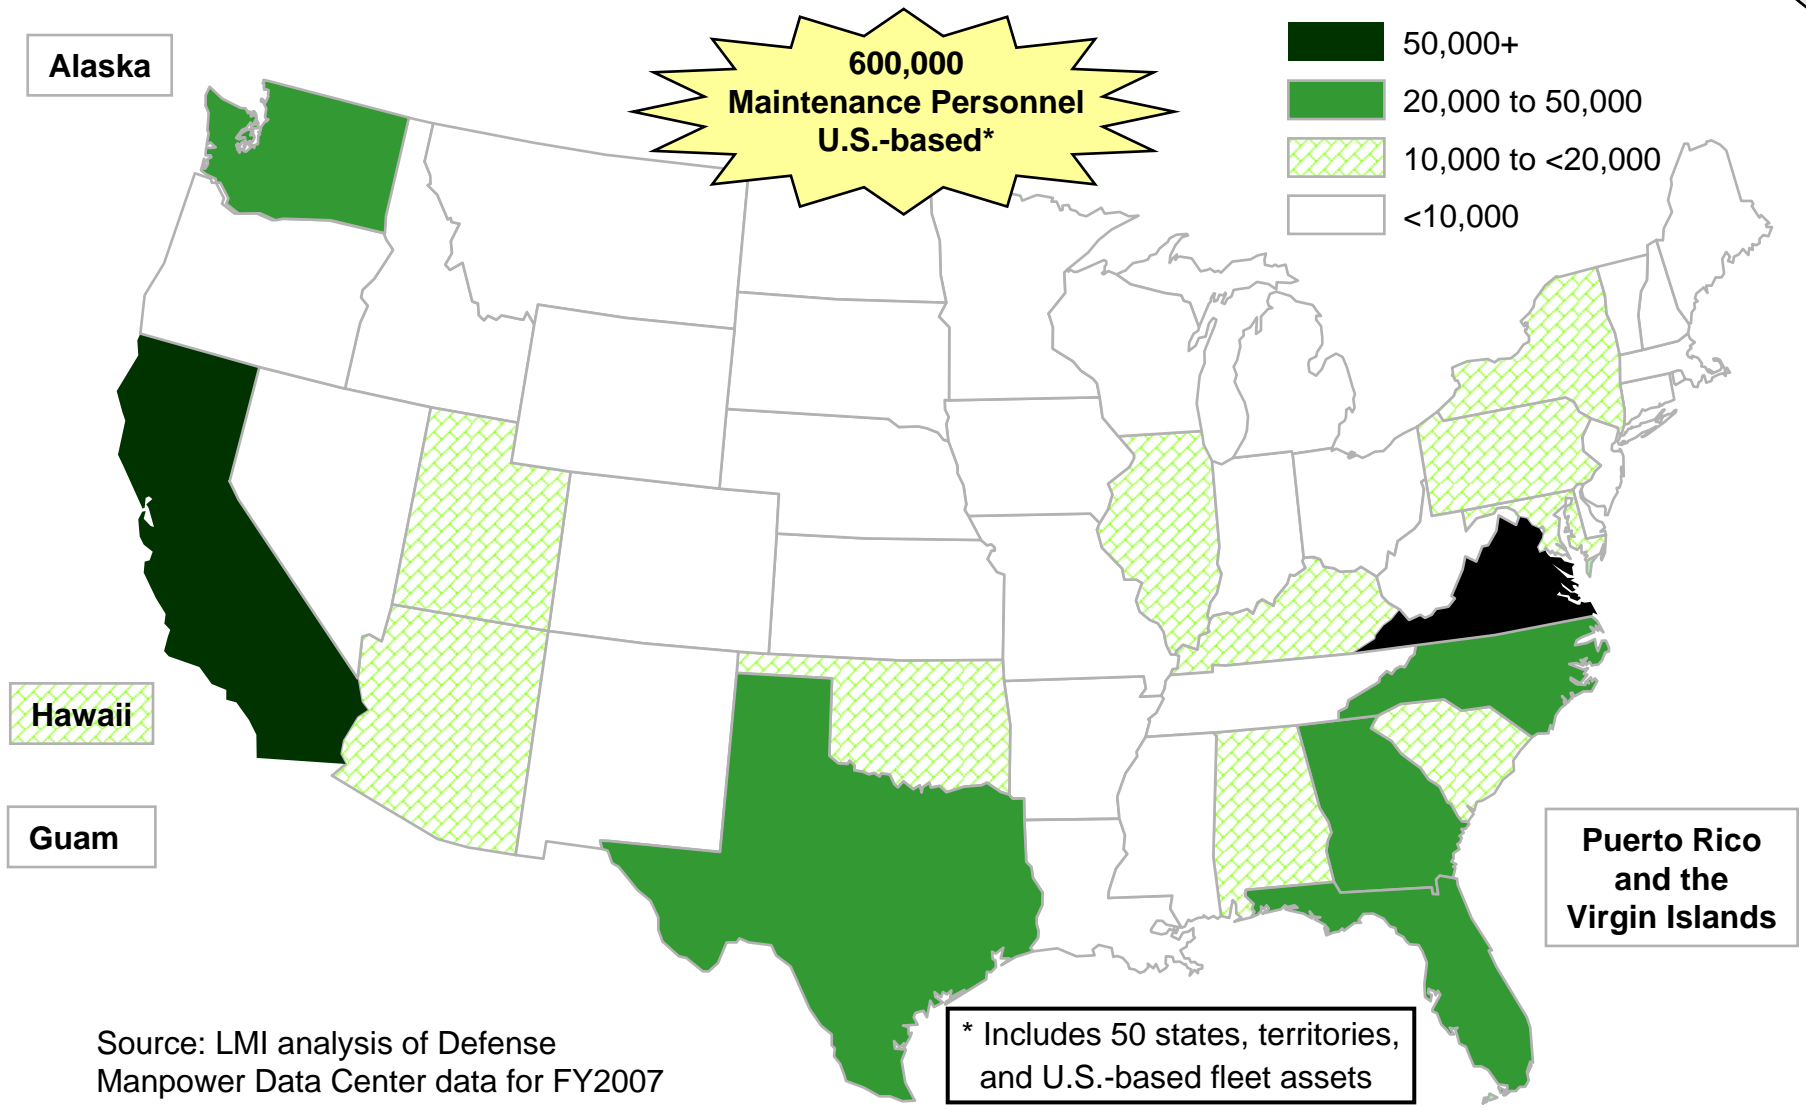 Alaska
600,000
Maintenance Personnel
U.S.-based*
50,000+
20,000 to 50,000
10,000 to <20,000
<10,000
Hawaii
Guam
Puerto Rico
and the
Virgin Islands
Source: LMI analysis of Defense
Manpower Data Center data for FY2007
* Includes 50 states, territories,
and U.S.-based fleet assets